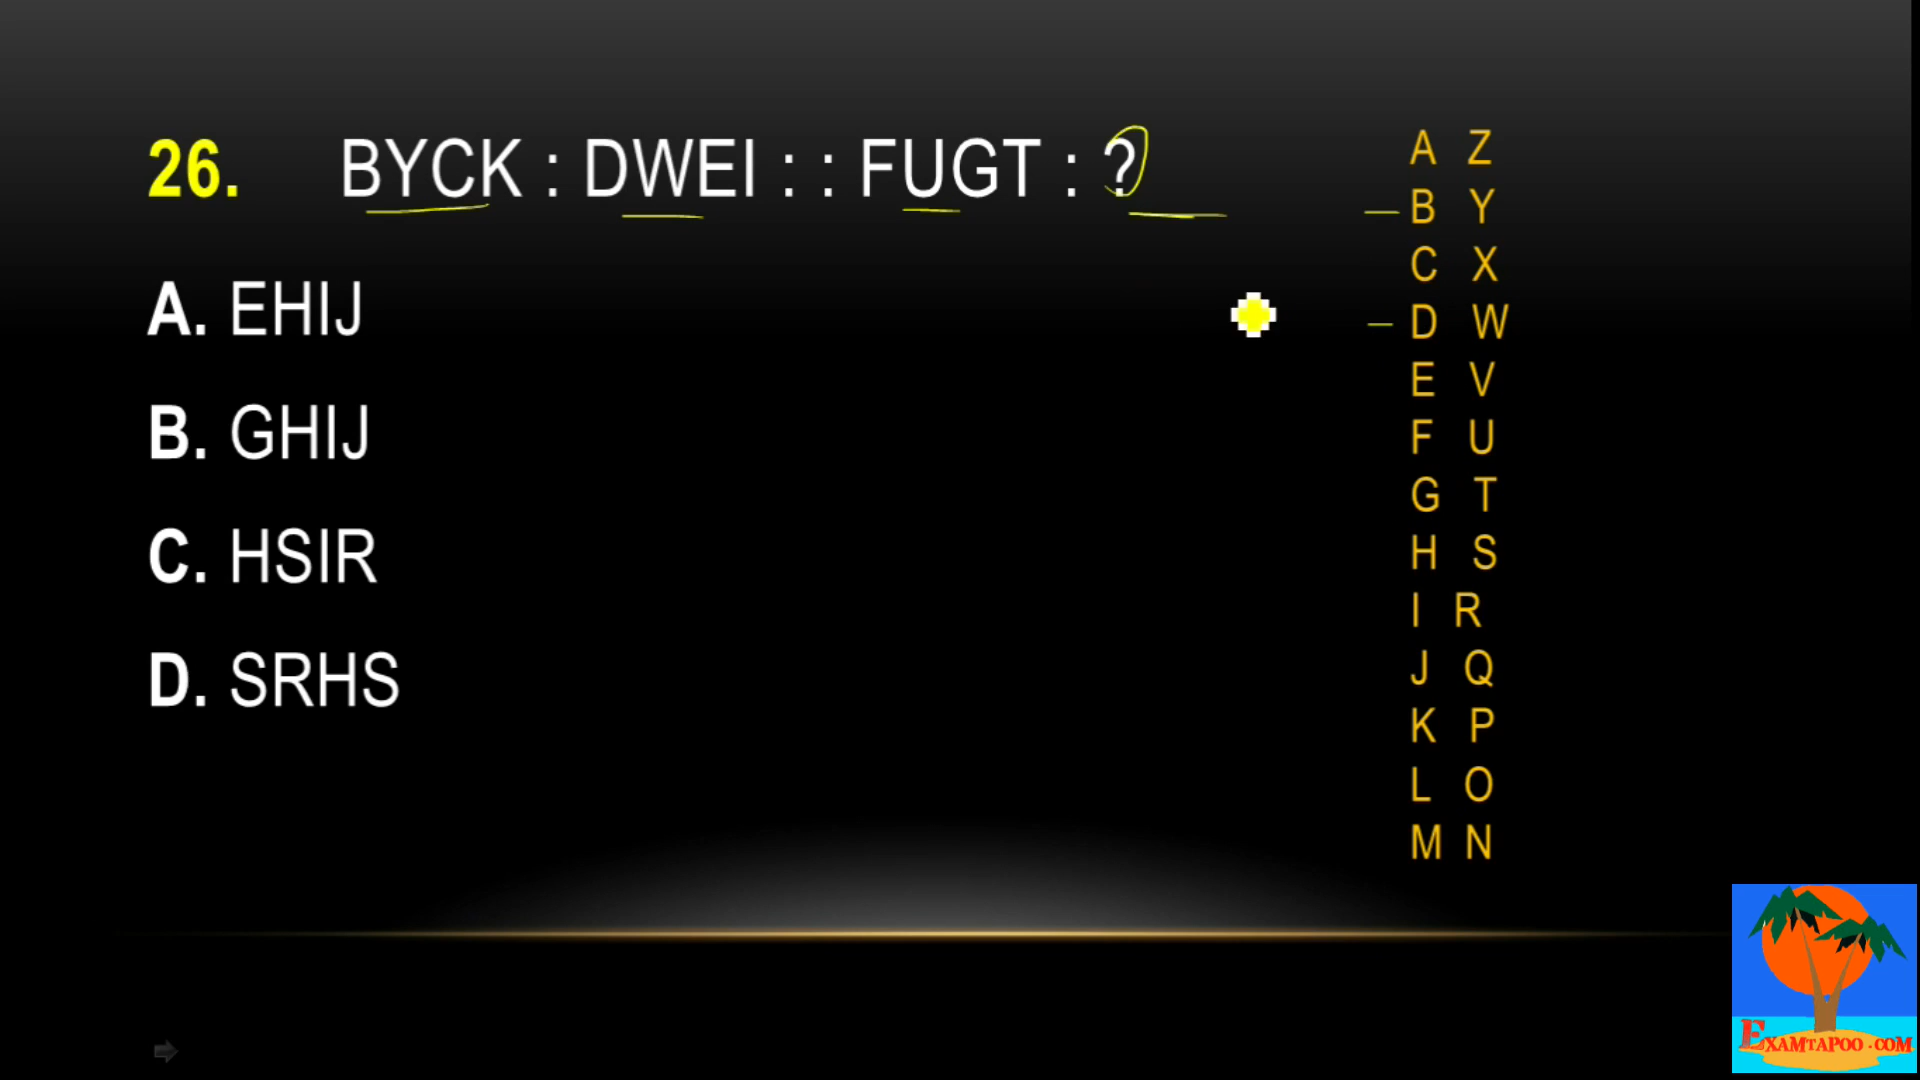 26. BYCK : DWEI : : FUGT : ?
A. EHIJ
B. GHIJ
C. HSIR
D. SRHS
A Z
B Y
C X
D W
E V
F U
G T
H S
I R
J Q
K P
L O
M N
EXAMTAPOO.COM